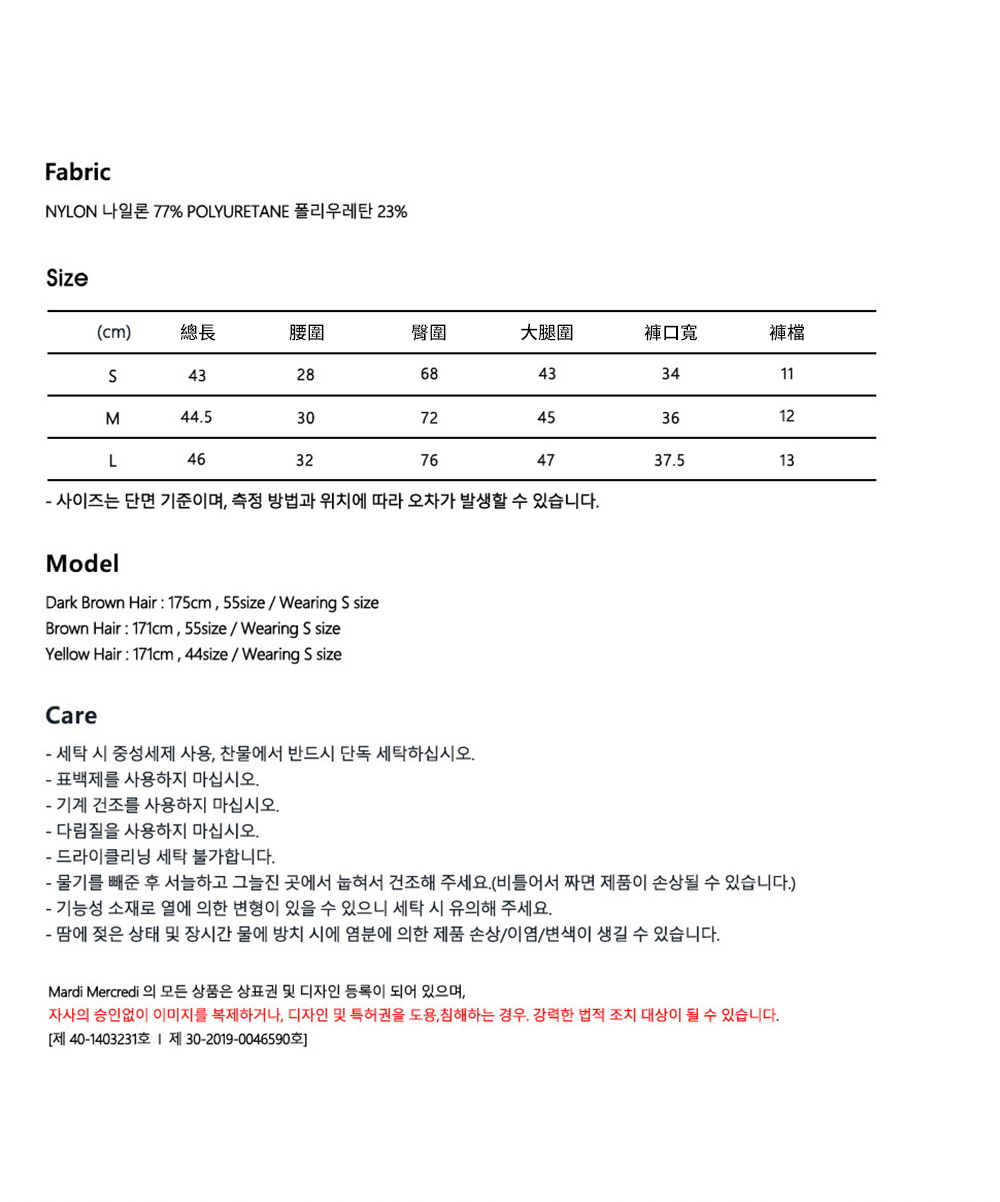 Fabric
NYLON 나일론 77% POLYURETANE 폴리우레탄 23%
Size
(cm) 總長 腰圍 臀圍 大腿圍 褲口寬 褲檔
S 43 28 68 43 34 11
M 44.5 30 72 45 36 12
L 46 32 76 47 37.5 13
- 사이즈는 단면 기준이며, 측정 방법과 위치에 따라 오차가 발생할 수 있습니다.
Model
Dark Brown Hair : 175cm , 55size / Wearing S size
Brown Hair : 171cm , 55size / Wearing S size
Yellow Hair : 171cm , 44size / Wearing S size
Care
- 세탁 시 중성세제 사용, 찬물에서 반드시 단독 세탁하십시오.
- 표백제를 사용하지 마십시오.
- 기계 건조를 사용하지 마십시오.
- 다림질을 사용하지 마십시오.
- 드라이클리닝 세탁 불가합니다.
- 물기를 빼준 후 서늘하고 그늘진 곳에서 눕혀서 건조해 주세요.(비틀어서 짜면 제품이 손상될 수 있습니다.)
- 기능성 소재로 열에 의한 변형이 있을 수 있으니 세탁 시 유의해 주세요.
- 땀에 젖은 상태 및 장시간 물에 방치 시에 염분에 의한 제품 손상/이염/변색이 생길 수 있습니다.
Mardi Mercredi 의 모든 상품은 상표권 및 디자인 등록이 되어 있으며,
자사의 승인없이 이미지를 복제하거나, 디자인 및 특허권을 도용,침해하는 경우. 강력한 법적 조치 대상이 될 수 있습니다.
[제 40-1403231호 ㅣ 제 30-2019-0046590호]